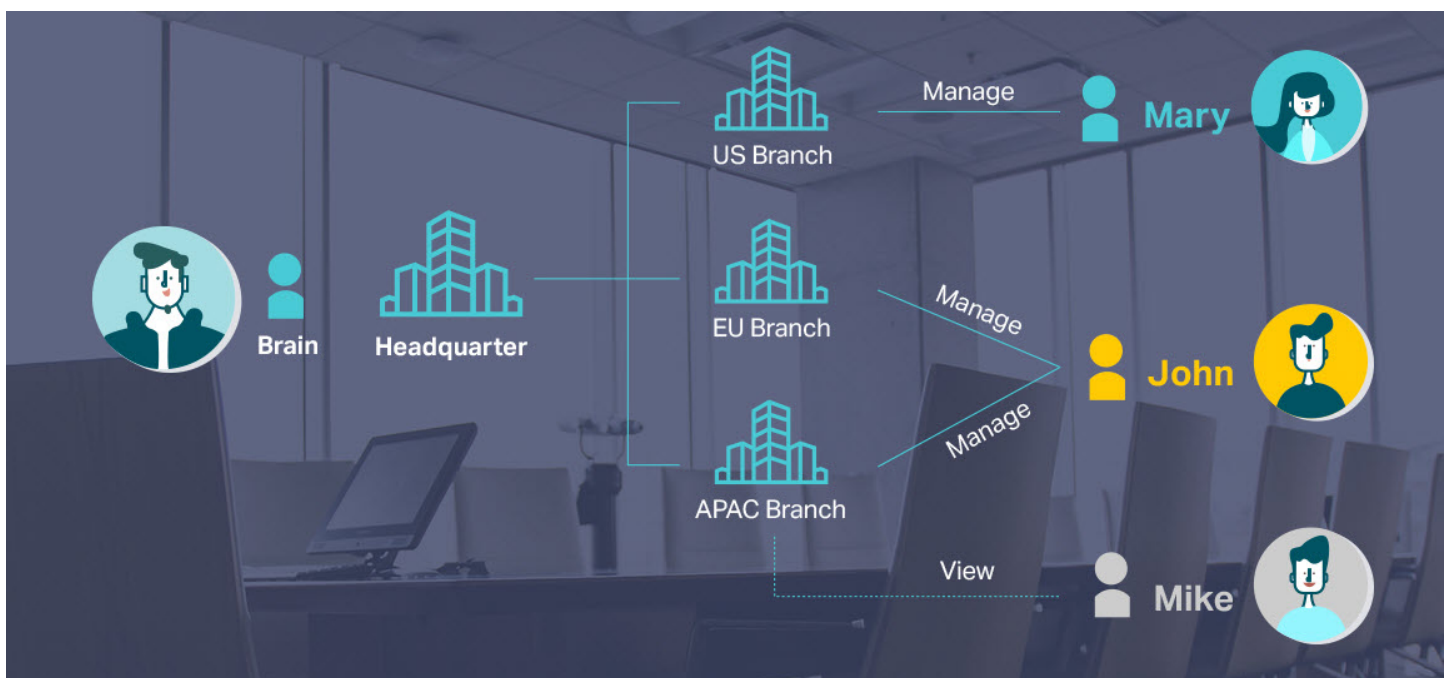 Manage
Mary
US Branch
Brain
Headquarter
EU Branch
Manage
John
Manage
APAC Branch
View
Mike